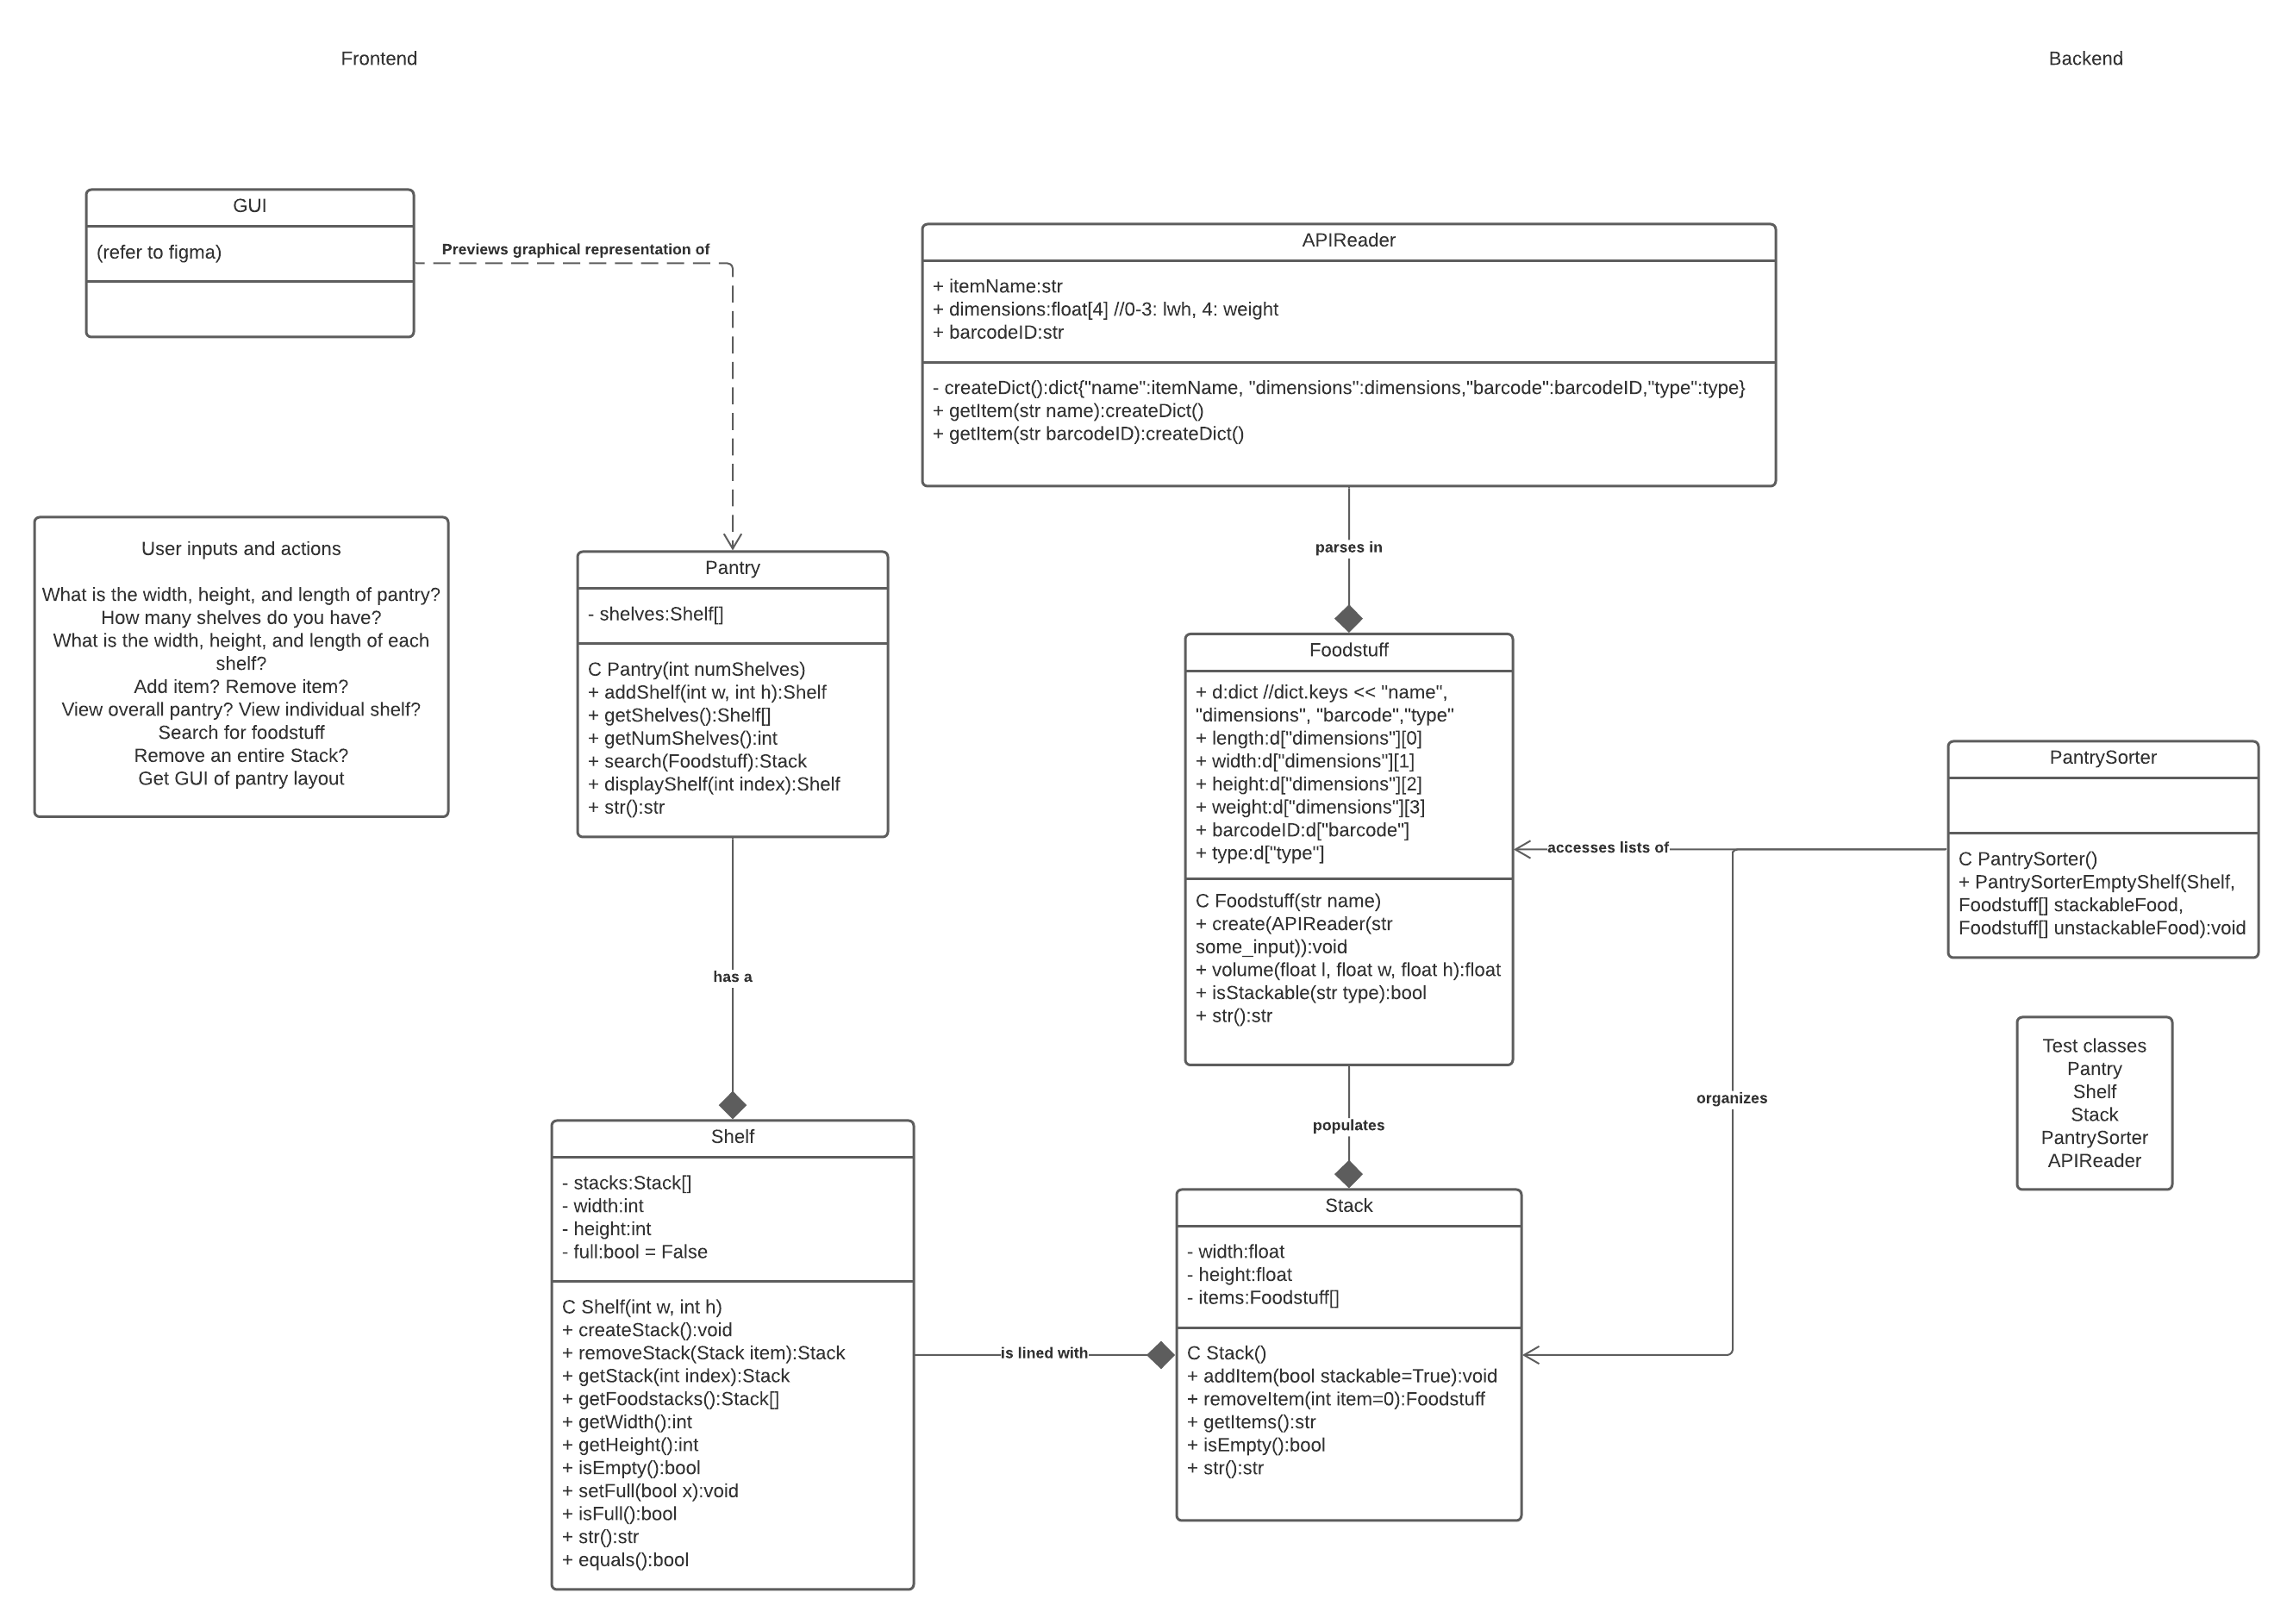 Frontend
Backend
GUI
(refer to figma)
Previews graphical representation of
APIReader
+ itemName:str
+ dimensions:float[4] //0-3: lwh, 4: weight
+ barcodeID:str
- createDict():dict{"name":itemName, "dimensions":dimensions,"barcode":barcodeID,"type":type}
+ getItem(str name):createDict()
+ getItem(str barcodeID):createDict()
parses in
User inputs and actions
What is the width, height, and length of pantry?
How many shelves do you have?
What is the width, height, and length of each
shelf?
Add item? Remove item?
View overall pantry? View individual shelf?
Search for foodstuff
Remove an entire Stack?
Get GUI of pantry layout
Pantry
- shelves:Shelf[]
C Pantry(int numShelves)
+ addShelf(int w, int h):Shelf
+ getShelves():Shelf[]
+ getNumShelves():int
+ search(Foodstuff):Stack
+ displayShelf(int index):Shelf
+ str():str
has a
Foodstuff
+ d:dict //dict.keys << "name",
"dimensions", "barcode","type"
+ length:d["dimensions"][0]
+ width:d["dimensions"][1]
+ height:d["dimensions"][2]
+ weight:d["dimensions"][3]
+ barcodeID:d["barcode"]
+ type:d["type"]
C Foodstuff(str name)
+ create(APIReader(str
some_input)):void
+ volume(float l, float w, float h):float
+ isStackable(str type):bool
+ str():str
accesses lists of
PantrySorter
C PantrySorter()
+ PantrySorterEmptyShelf(Shelf,
Foodstuff[] stackableFood,
Foodstuff[] unstackableFood):void
organizes
populates
Test classes
Pantry
Shelf
Stack
PantrySorter
APIReader
Shelf
- stacks:Stack[]
- width:int
- height:int
- full:bool = False
C Shelf(int w, int h)
+ createStack():void
+ removeStack(Stack item):Stack
+ getStack(int index):Stack
+ getFoodstacks():Stack[]
+ getWidth():int
+ getHeight():int
+ isEmpty():bool
+ setFull(bool x):void
+ isFull():bool
+ str():str
+ equals():bool
is lined with
Stack
- width:float
- height:float
- items:Foodstuff[]
C Stack()
+ addItem(bool stackable=True):void
+ removeItem(int item=0):Foodstuff
+ getItems():str
+ isEmpty():bool
+ str():str